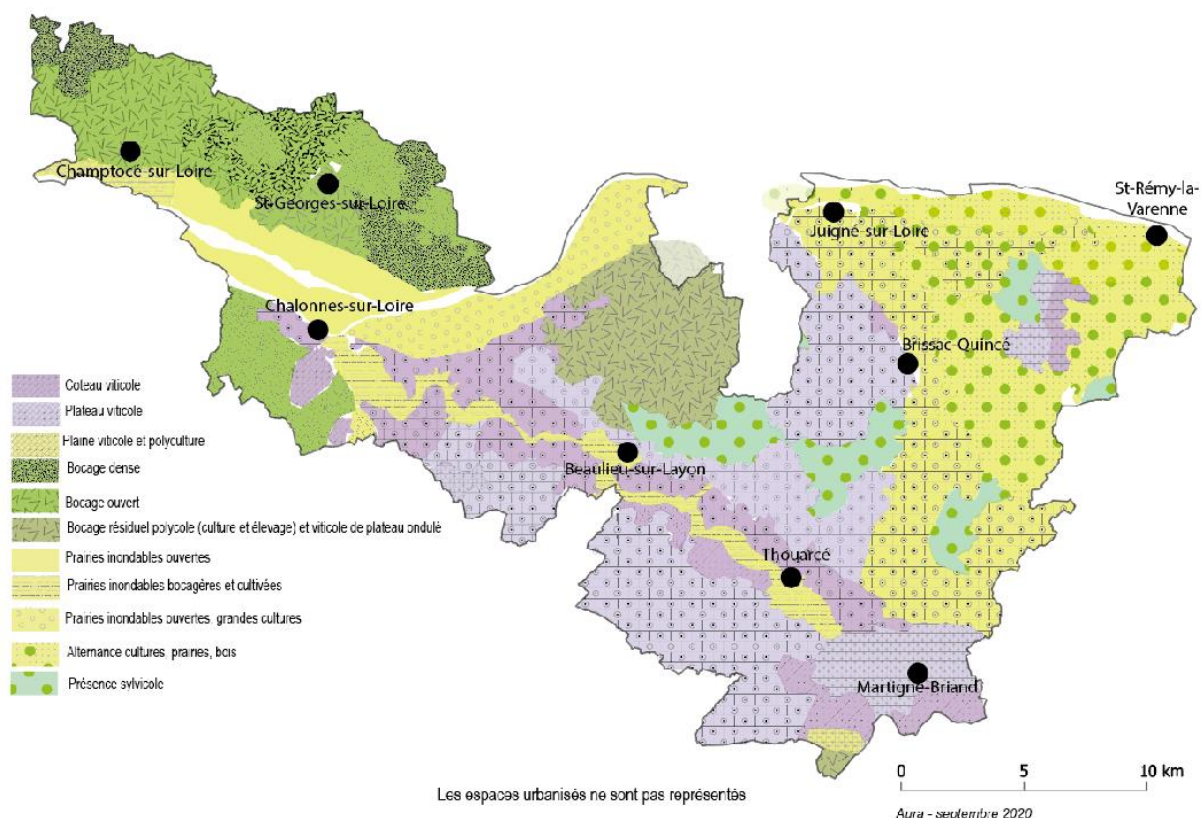 Champtocé-sur-Loire
St-Georges-sur-Loire
St-Rémy-la-
Varenne
Juigné-sur-Loire
Chalonnes-sur-Loire
Brissac-Quincé
Beaulieu-sur-Layon
Thouarcé
Martigné-Briand
Coteau viticole
Plateau viticole
Plaine viticole et polyculture
Bocage dense
Bocage ouvert
Bocage résiduel polycole (culture et élevage) et viticole de plateau ondulé
Prairies inondables ouvertes
Prairies inondables bocagères et cultivées
Prairies inondables ouvertes, grandes cultures
Alternance cultures, prairies, bois
Présence sylvicole
0 5 10 km
Les espaces urbanisés ne sont pas représentés
Aura - septembre 2020